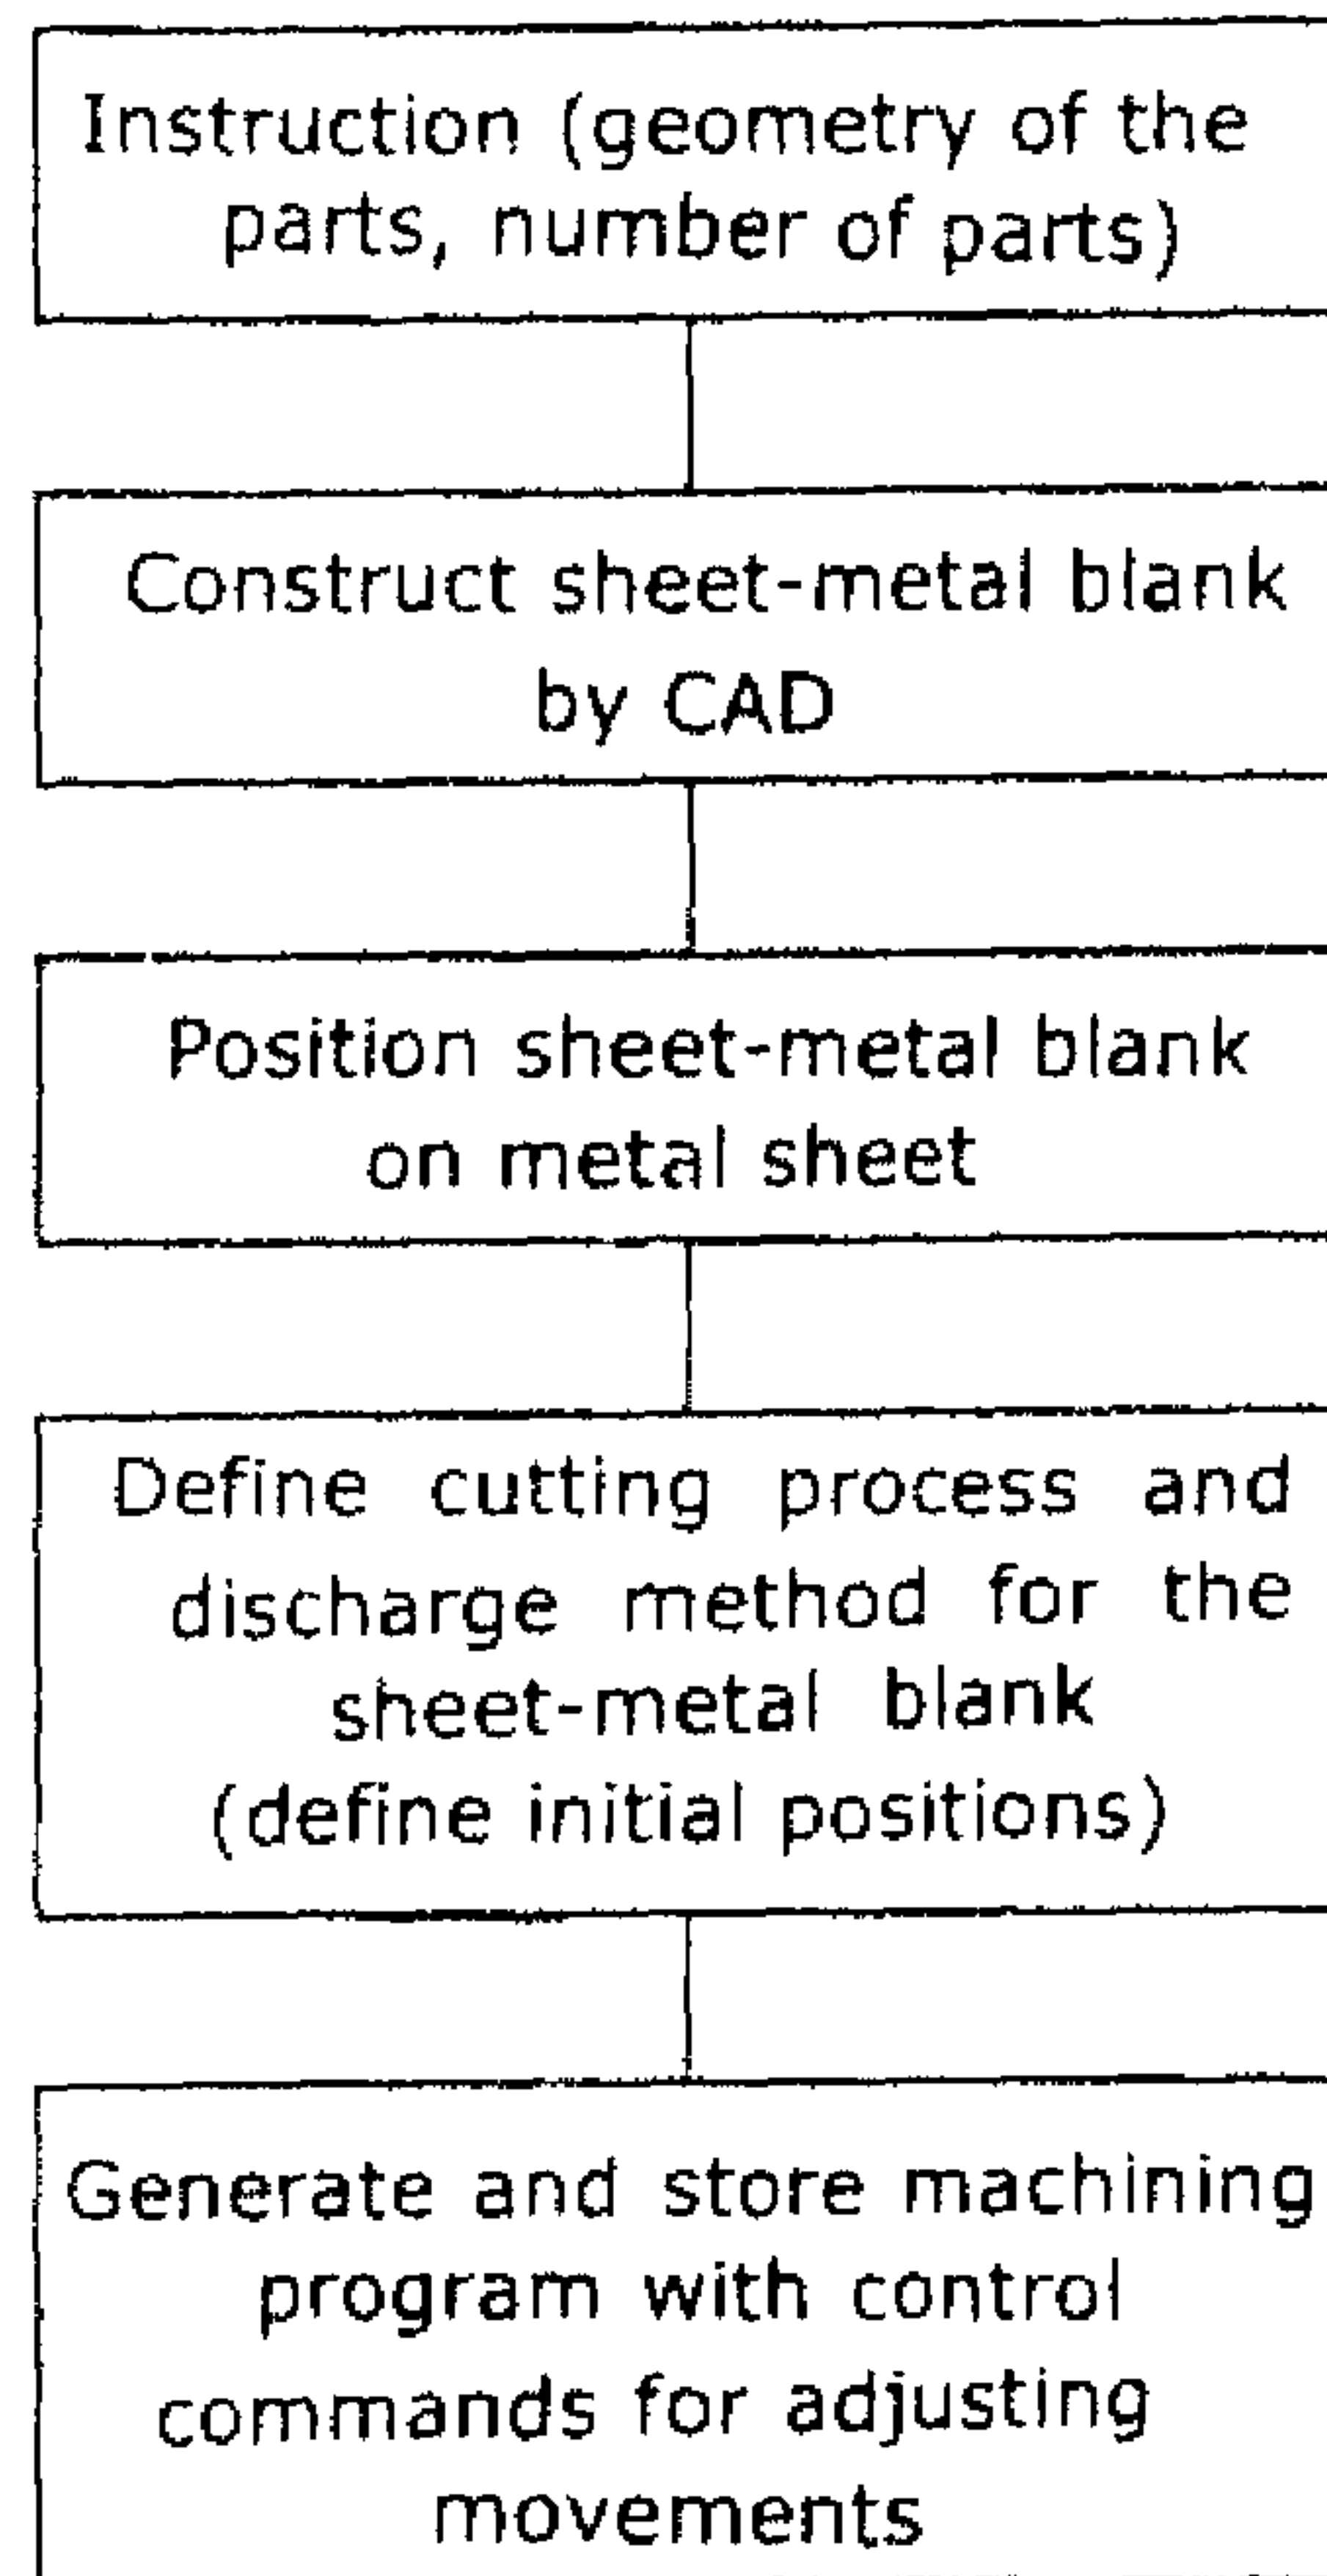 Instruction (geometry of the
parts, number of parts)
Construct sheet-metal blank
by CAD
Position sheet-metal blank
on metal sheet
Define cutting process and
discharge method for the
sheet-metal blank
(define initial positions)
Generate and store machining
program with control
commands for adjusting
movements